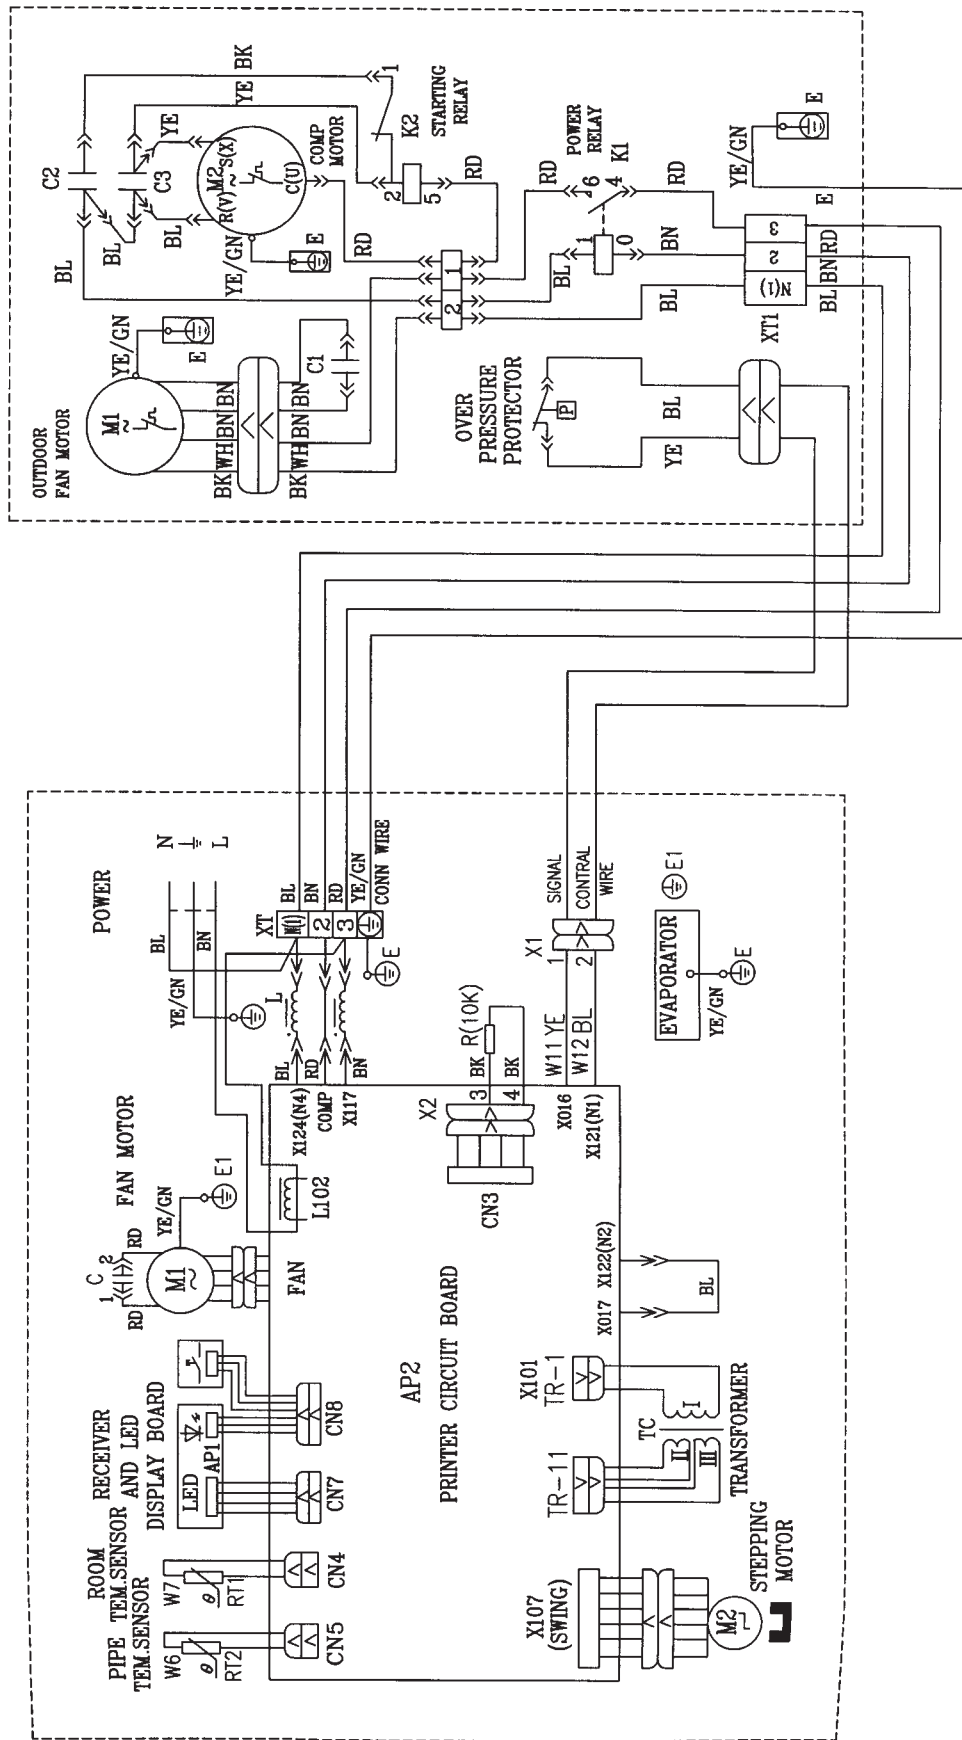 POWER
N
L
BL
YE/GN
BN
XT
N(1)
2
3
BL
BN
RD
YE/GN
CONN WIRE
E
L
BL
RD
BN
X124(N4)
COMP
X117
FAN MOTOR
YE/GN
E1
C
1
2
RD
RD
M1
~
FAN
L102
RECEIVER
AND LED
DISPLAY BOARD
LED
AP1
CN8
CN7
ROOM
TEM.SENSOR
W7
θ
RT1
CN4
PIPE
TEM.SENSOR
W6
θ
RT2
CN5
AP2
PRINTER CIRCUIT BOARD
X2
3
4
BK
BK
R(10K)
CN3
X016
X121(N1)
W11 YE
W12 BL
X1
1
2
SIGNAL
CONTRAL
WIRE
EVAPORATOR
YE/GN
E
E1
X017
X122(N2)
BL
X101
TR-1
TR-11
TC
I
II
III
TRANSFORMER
X107
(SWING)
M2
STEPPING
MOTOR
OUTDOOR
FAN MOTOR
M1
~
YE/GN
E
BK WH BN BN
BK WH BN BN
C1
C2
C3
BL
BL
BL
YE
YE
BK
M2
~
R(V)
S(X)
C(U)
COMP
MOTOR
YE/GN
E
RD
1
2
5
K2
STARTING
RELAY
RD
2
1
RD
BL
POWER
RELAY
K1
6
4
1
0
RD
BN
BL
XT1
N(1)
2
3
BL
BN
RD
E
YE/GN
E
OVER
PRESSURE
PROTECTOR
P
YE
BL